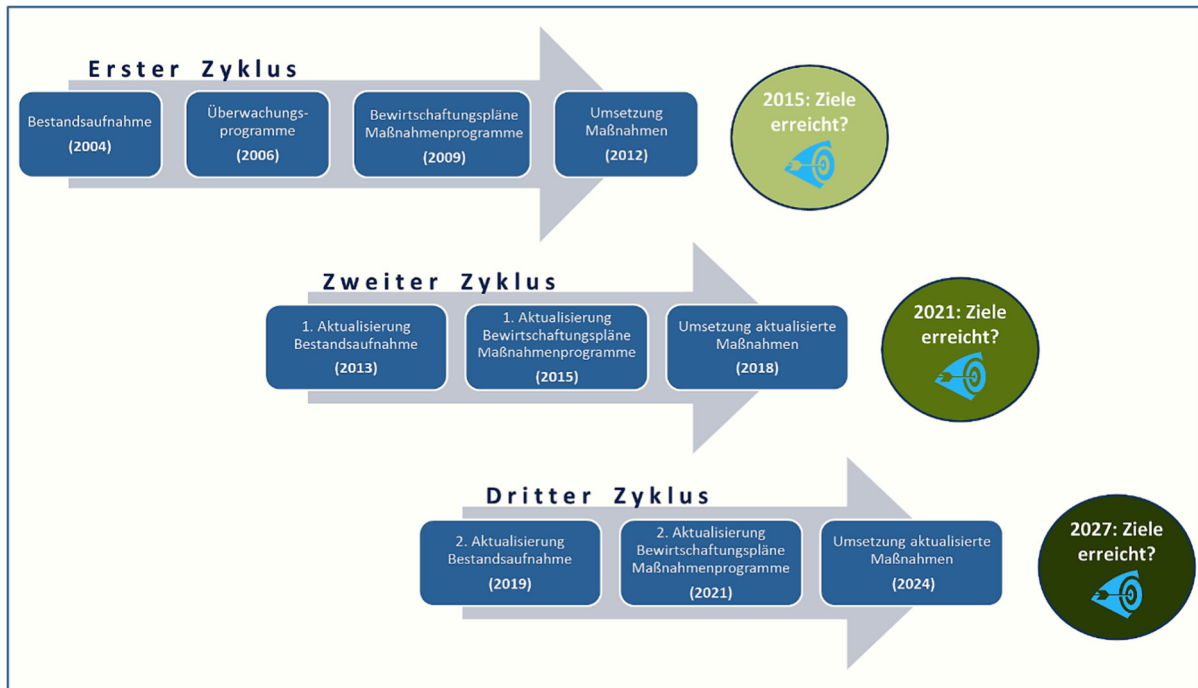 Erster Zyklus
Bestandsaufnahme
(2004)
Überwachungs-
programme
(2006)
Bewirtschaftungspläne
Maßnahmenprogramme
(2009)
Umsetzung
Maßnahmen
(2012)
2015: Ziele
erreicht?
Zweiter Zyklus
1. Aktualisierung
Bestandsaufnahme
(2013)
1. Aktualisierung
Bewirtschaftungspläne
Maßnahmenprogramme
(2015)
Umsetzung aktualisierte
Maßnahmen
(2018)
2021: Ziele
erreicht?
Dritter Zyklus
2. Aktualisierung
Bestandsaufnahme
(2019)
2. Aktualisierung
Bewirtschaftungspläne
Maßnahmenprogramme
(2021)
Umsetzung aktualisierte
Maßnahmen
(2024)
2027: Ziele
erreicht?